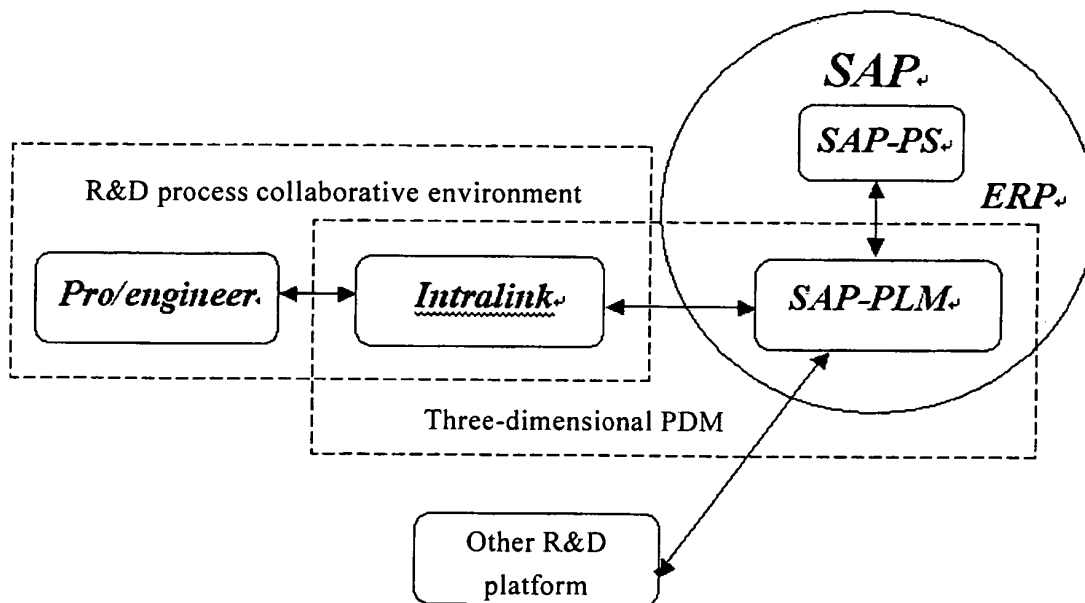 SAP
SAP-PS
R&D process collaborative environment
ERP
Pro/engineer
Intralink
SAP-PLM
Three-dimensional PDM
Other R&D
platform